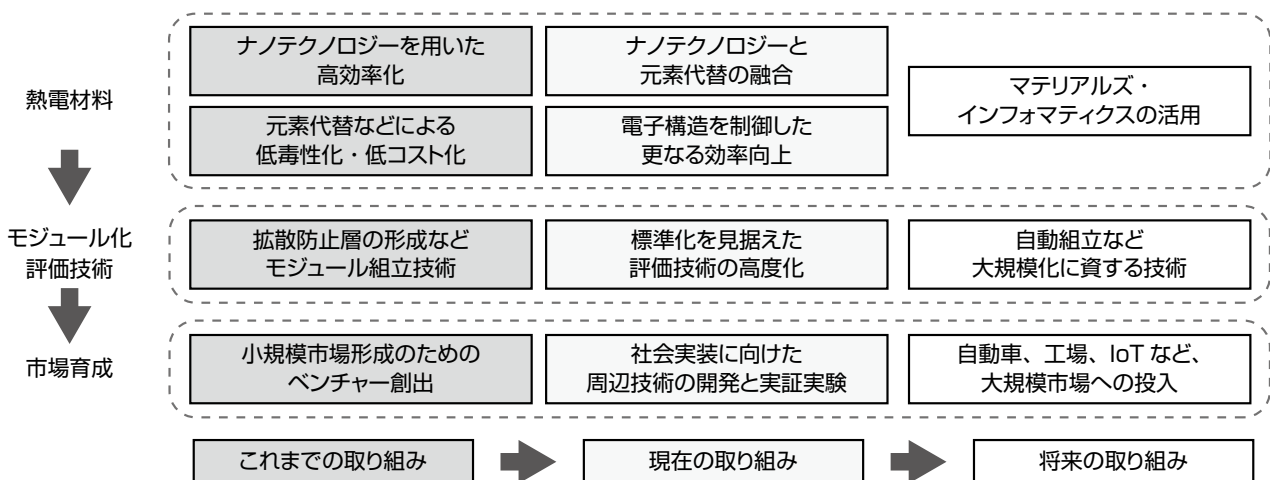 熱電材料
ナノテクノロジーを用いた
高効率化
ナノテクノロジーと
元素代替の融合
マテリアルズ・
インフォマティクスの活用
元素代替などによる
低毒性化・低コスト化
電子構造を制御した
更なる効率向上
モジュール化
評価技術
拡散防止層の形成など
モジュール組立技術
標準化を見据えた
評価技術の高度化
自動組立など
大規模化に資する技術
市場育成
小規模市場形成のための
ベンチャー創出
社会実装に向けた
周辺技術の開発と実証実験
自動車、工場、IoT など、
大規模市場への投入
これまでの取り組み
現在の取り組み
将来の取り組み